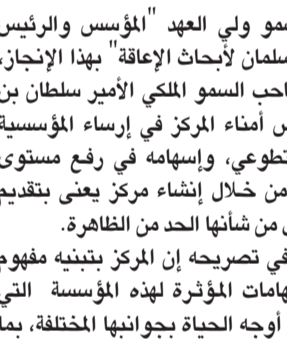 سمو ولي العهد "المؤسس والرئيس
سلمان لأبحاث الإعاقة" بهذا الإنجاز،
احب السمو الملكي الأمير سلطان بن
س أمناء المركز في إرساء المؤسسية
تطوعي، وإسهامه في رفع مستوى
من خلال إنشاء مركز يعنى بتقديم
من شأنها الحد من الظاهرة.
في تصريحه إن المركز بتبنيه مفهوم
هامات المؤثرة لهذه المؤسسة التي
أوجه الحياة بجوانبها المختلفة، بما